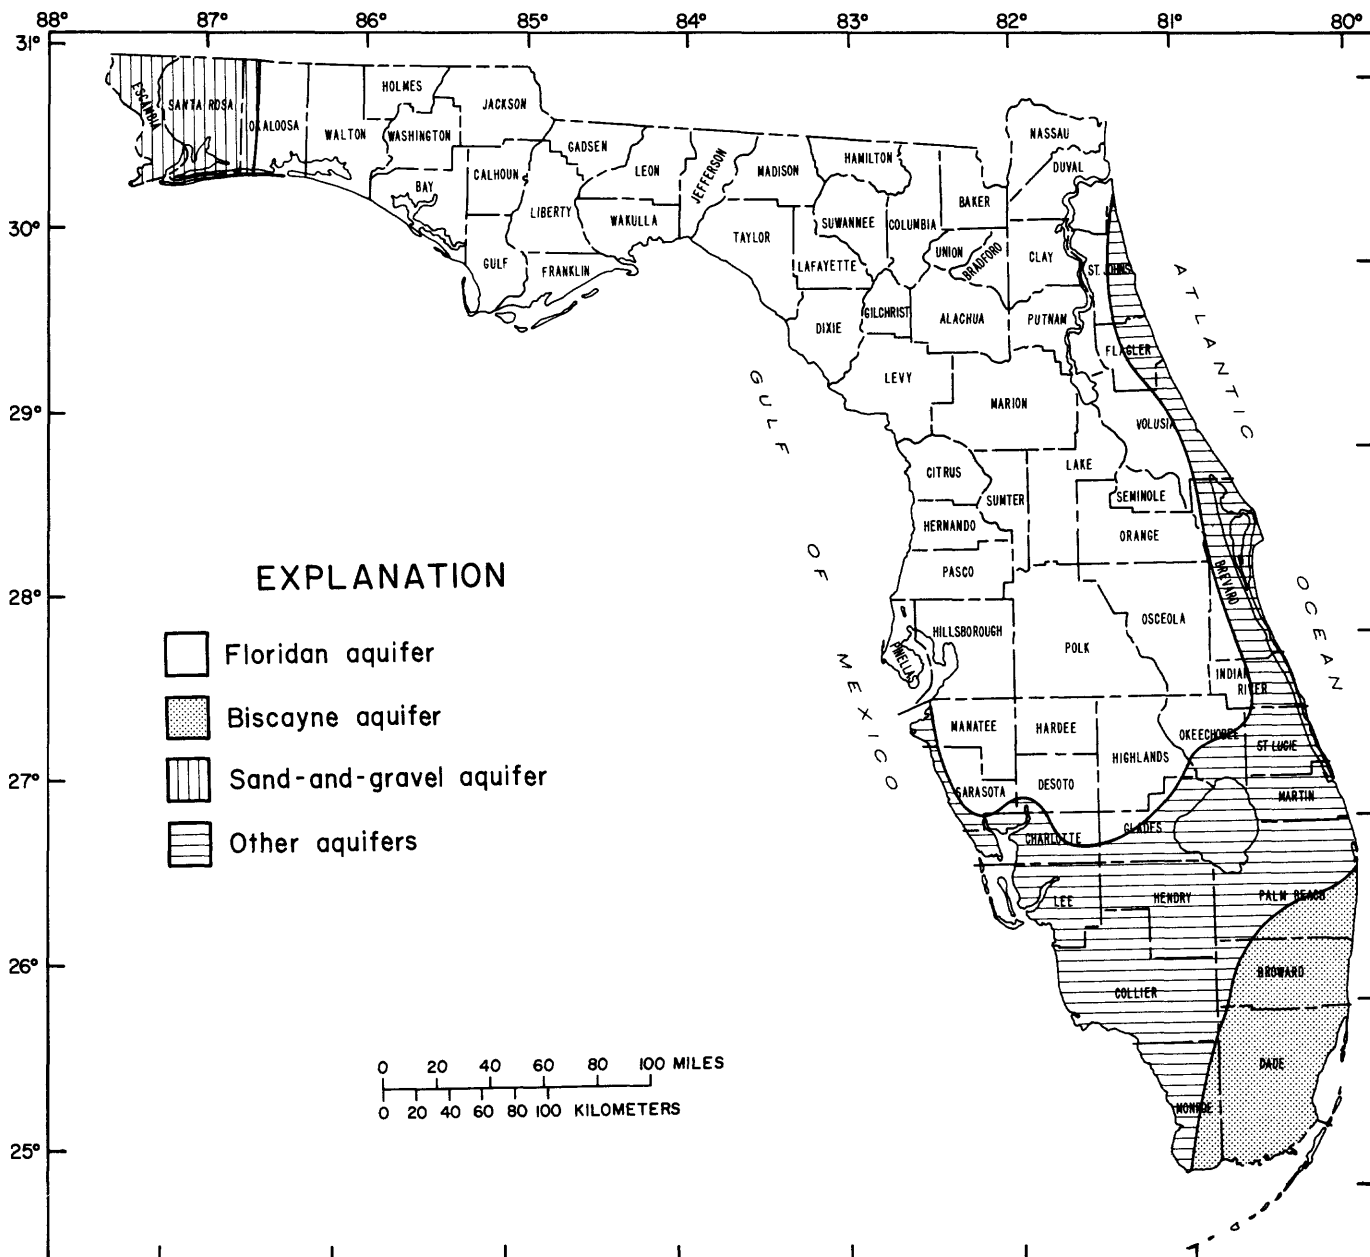 88° 87° 86° 85° 84° 83° 82° 81° 80°
31°
HOLMES
JACKSON
ESCAMBIA
SANTA ROSA
OKALOOSA
WALTON
WASHINGTON
NASSAU
GADSEN
HAMILTON
DUVAL
LEON
JEFFERSON
MADISON
CALHOUN
BAY
BAKER
LIBERTY
WAKULLA
SUWANNEE
COLUMBIA
30°
TAYLOR
UNION
BRADFORD
CLAY
GULF
FRANKLIN
LAFAYETTE
ST. JOHNS
ATLANTIC
GILCHRIST
ALACHUA
PUTNAM
DIXIE
FLAGLER
LEVY
GULF
MARION
29°
VOLUSIA
CITRUS
LAKE
SUMTER
SEMINOLE
HERNANDO
ORANGE
OF
PASCO
EXPLANATION
BREVARD
OCEAN
28°
OSCEOLA
HILLSBOROUGH
Floridan aquifer
PINELLAS
POLK
MEXICO
INDIAN
RIVER
Biscayne aquifer
MANATEE
HARDEE
OKEECHOBEE
ST LUCIE
HIGHLANDS
Sand-and-gravel aquifer
27°
SARASOTA
DESOTO
MARTIN
Other aquifers
CHARLOTTE
GLADES
LEE
HENDRY
PALM BEACH
26°
BROWARD
COLLIER
0 20 40 60 80 100 MILES
DADE
0 20 40 60 80 100 KILOMETERS
MONROE
25°